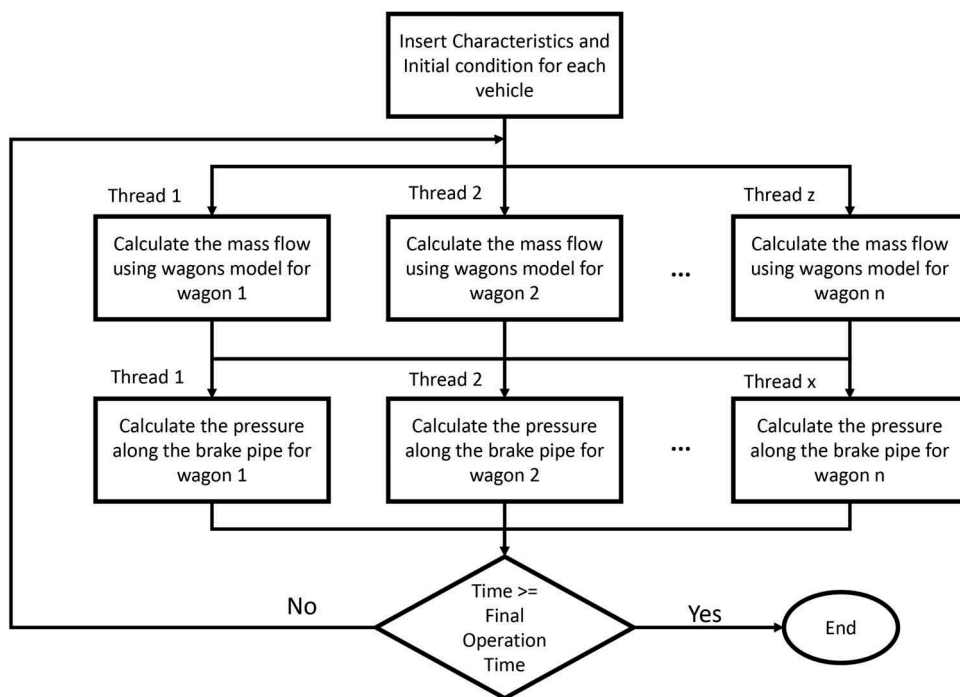 Insert Characteristics and
Initial condition for each
vehicle
Thread 1
Thread 2
Thread z
Calculate the mass flow
using wagons model for
wagon 1
Calculate the mass flow
using wagons model for
wagon 2
...
Calculate the mass flow
using wagons model for
wagon n
Thread 1
Thread 2
Thread x
Calculate the pressure
along the brake pipe for
wagon 1
Calculate the pressure
along the brake pipe for
wagon 2
...
Calculate the pressure
along the brake pipe for
wagon n
No
Time >=
Final
Operation
Time
Yes
End